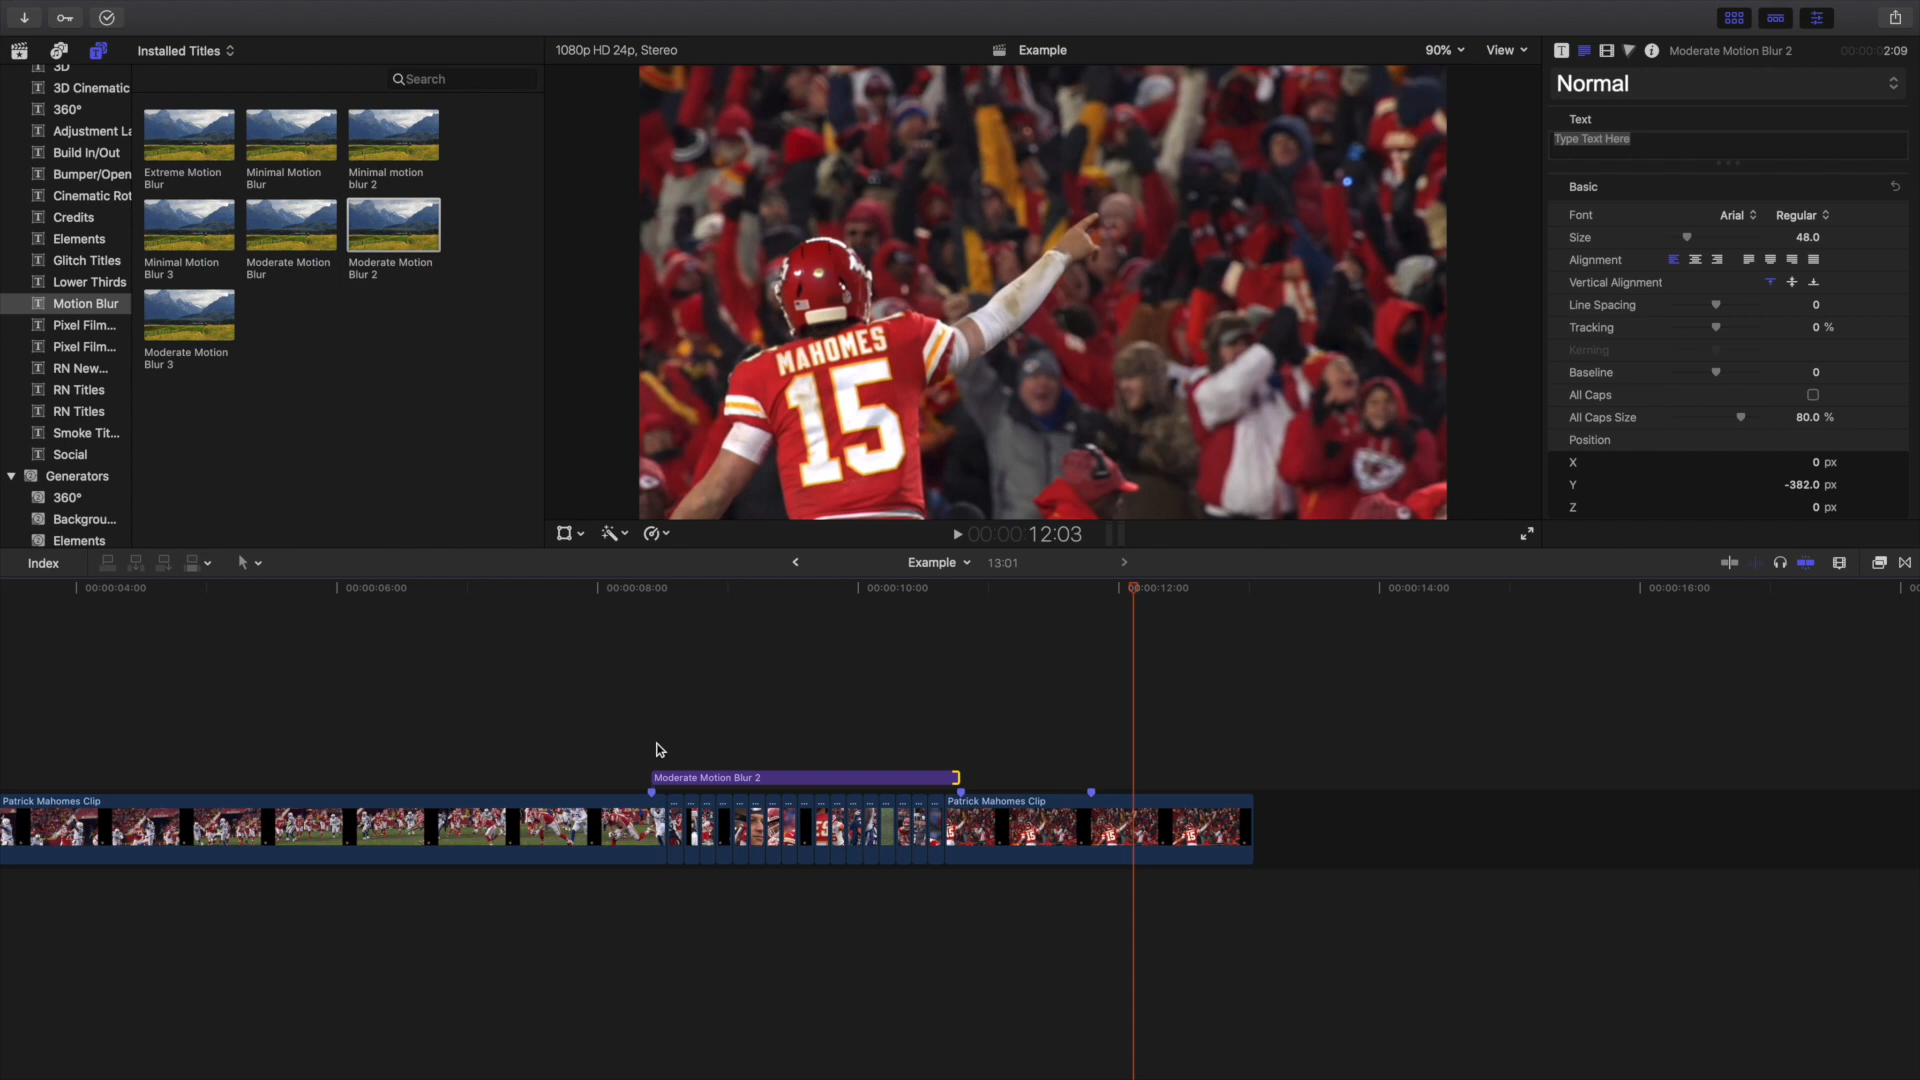 Installed Titles
1080p HD 24p, Stereo
Example
90%
View
Moderate Motion Blur 2
00:00:02:09
3D
3D Cinematic
360°
Adjustment La
Build In/Out
Bumper/Open
Cinematic Rot
Credits
Elements
Glitch Titles
Lower Thirds
Motion Blur
Pixel Film...
Pixel Film...
RN New...
RN Titles
RN Titles
Smoke Tit...
Social
Generators
360°
Backgrou...
Elements
Search
Extreme Motion
Blur
Minimal Motion
Blur
Minimal motion
blur 2
Minimal Motion
Blur 3
Moderate Motion
Blur
Moderate Motion
Blur 2
Moderate Motion
Blur 3
MAHOMES
15
00:00:12:03
Normal
Text
Type Text Here
Basic
Font
Arial
Regular
Size
48.0
Alignment
Vertical Alignment
Line Spacing
0
Tracking
0 %
Kerning
Baseline
0
All Caps
All Caps Size
80.0 %
Position
X
0 px
Y
-382.0 px
Z
0 px
Index
Example
13:01
00:00:04:00
00:00:06:00
00:00:08:00
00:00:10:00
00:00:12:00
00:00:14:00
00:00:16:00
Moderate Motion Blur 2
Patrick Mahomes Clip
Patrick Mahomes Clip